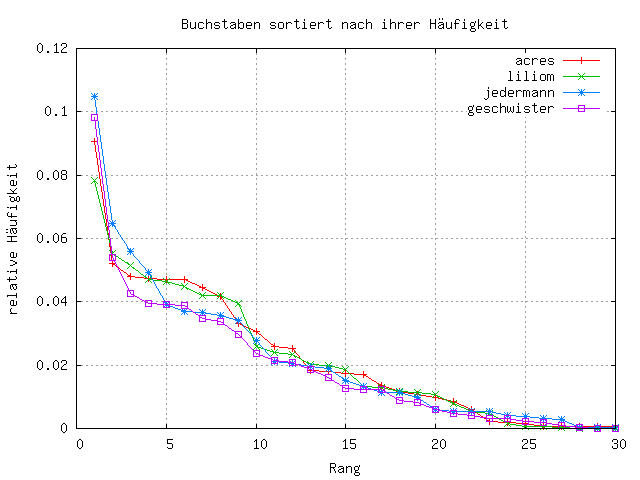 Buchstaben sortiert nach ihrer Häufigkeit
relative Häufigkeit
0.12
0.1
0.08
0.06
0.04
0.02
0
0 5 10 15 20 25 30
Rang
acres
liliom
jedermann
geschwister